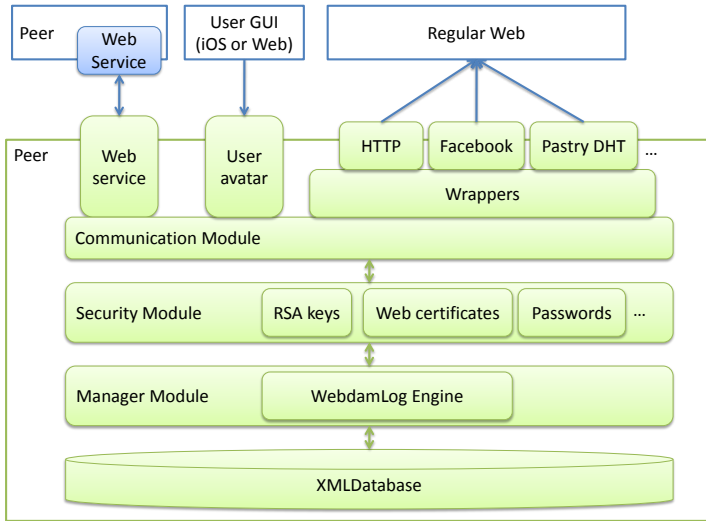 Peer
Web
Service
User GUI
(iOS or Web)
Regular Web
Peer
Web
service
User
avatar
HTTP
Facebook
Pastry DHT
...
Wrappers
Communication Module
Security Module
RSA keys
Web certificates
Passwords
...
Manager Module
WebdamLog Engine
XMLDatabase